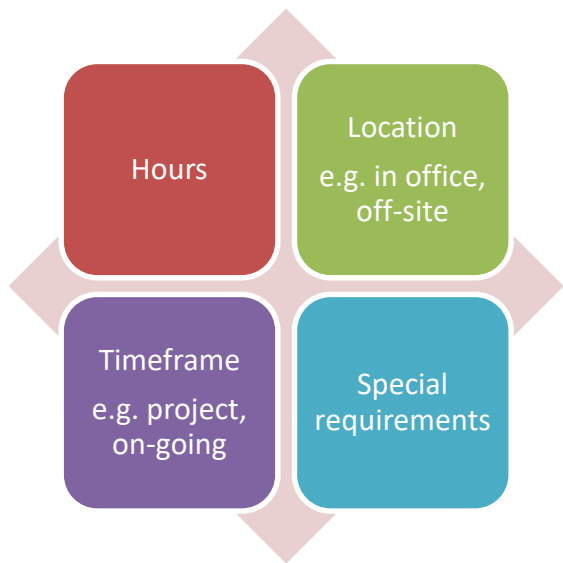 Hours
Location
e.g. in office,
off-site
Timeframe
e.g. project,
on-going
Special
requirements